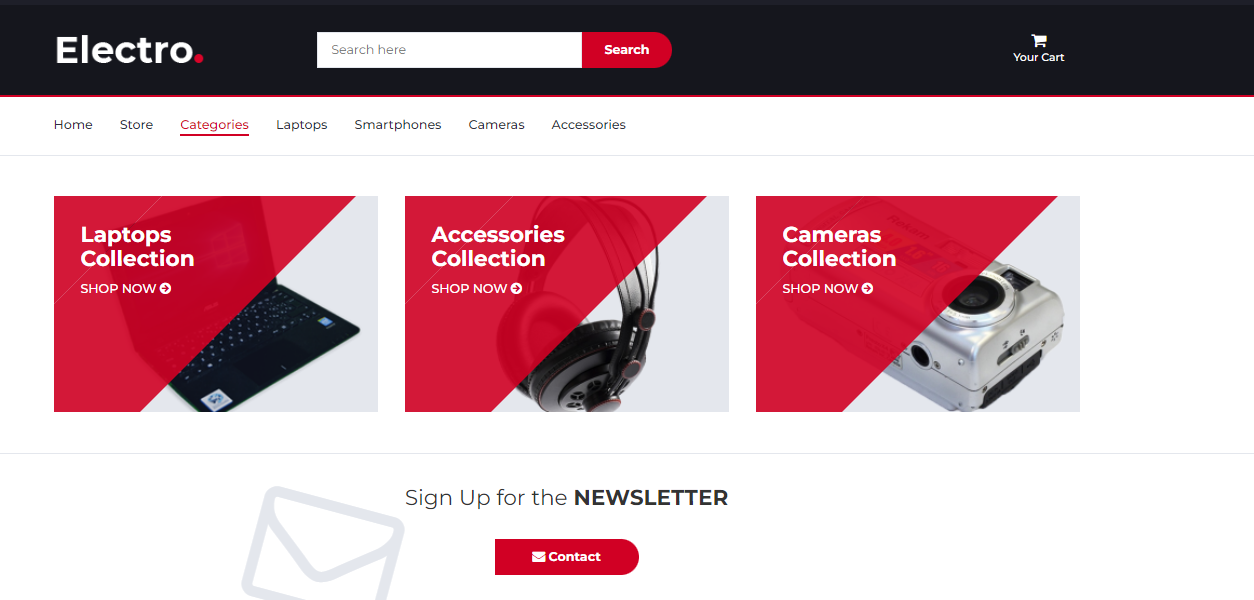 Electro.
Search here
Search
Your Cart
Home
Store
Categories
Laptops
Smartphones
Cameras
Accessories
Laptops
Collection
SHOP NOW
Accessories
Collection
SHOP NOW
Cameras
Collection
SHOP NOW
Sign Up for the NEWSLETTER
Contact